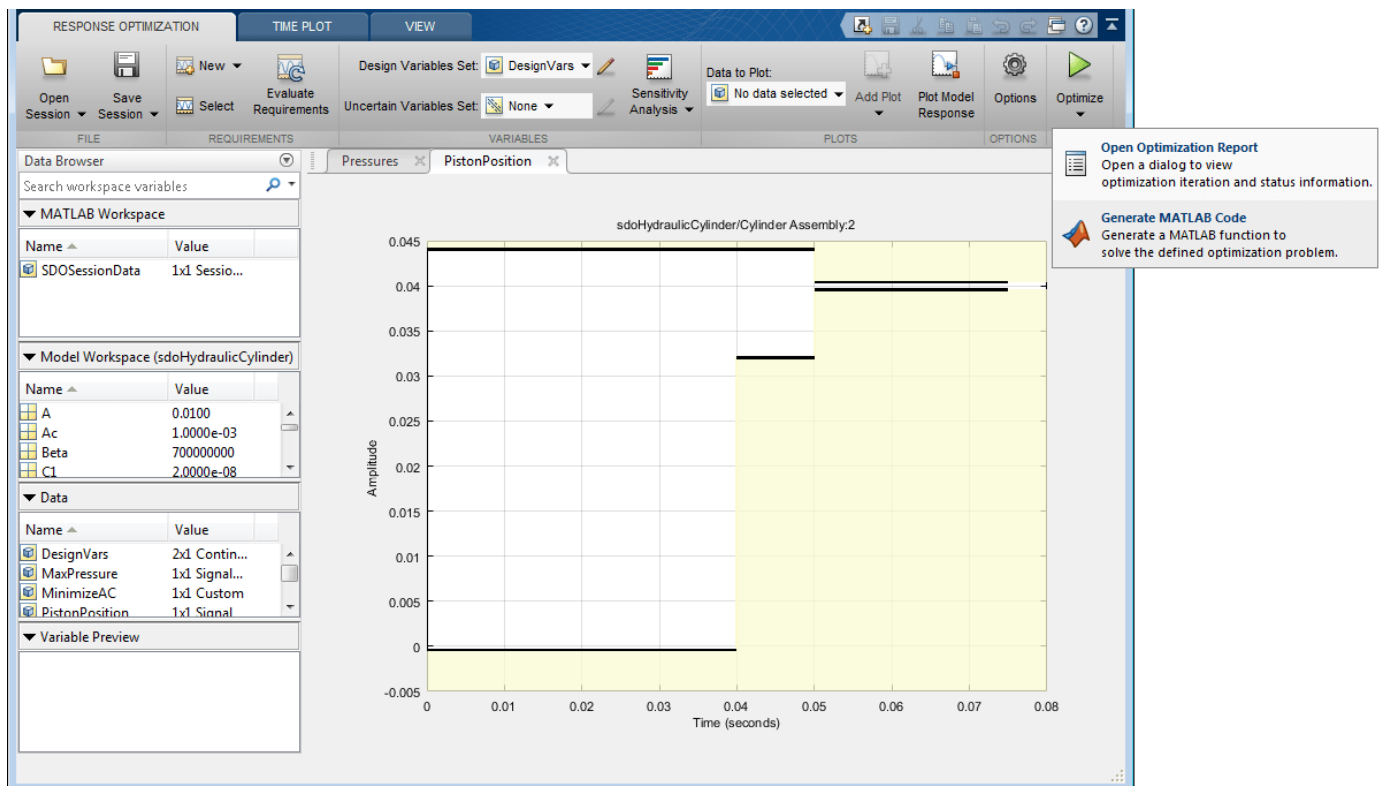 RESPONSE OPTIMIZATION
TIME PLOT
VIEW
Open Session
Save Session
New
Select
Evaluate Requirements
Design Variables Set:
DesignVars
Uncertain Variables Set:
None
Sensitivity Analysis
Data to Plot:
No data selected
Add Plot
Plot Model Response
Options
Optimize
FILE
REQUIREMENTS
VARIABLES
PLOTS
OPTIONS
Open Optimization Report
Open a dialog to view
optimization iteration and status information.
Generate MATLAB Code
Generate a MATLAB function to
solve the defined optimization problem.
Data Browser
Search workspace variables
MATLAB Workspace
Name Value
SDOSessionData 1x1 Sessio...
Model Workspace (sdoHydraulicCylinder)
Name Value
A 0.0100
Ac 1.0000e-03
Beta 700000000
C1 2.0000e-08
Data
Name Value
DesignVars 2x1 Contin...
MaxPressure 1x1 Signal...
MinimizeAC 1x1 Custom
PistonPosition 1x1 Signal
Variable Preview
Pressures
PistonPosition
sdoHydraulicCylinder/Cylinder Assembly:2
0.045
0.04
0.035
0.03
0.025
0.02
0.015
0.01
0.005
0
-0.005
Amplitude
0 0.01 0.02 0.03 0.04 0.05 0.06 0.07 0.08
Time (seconds)